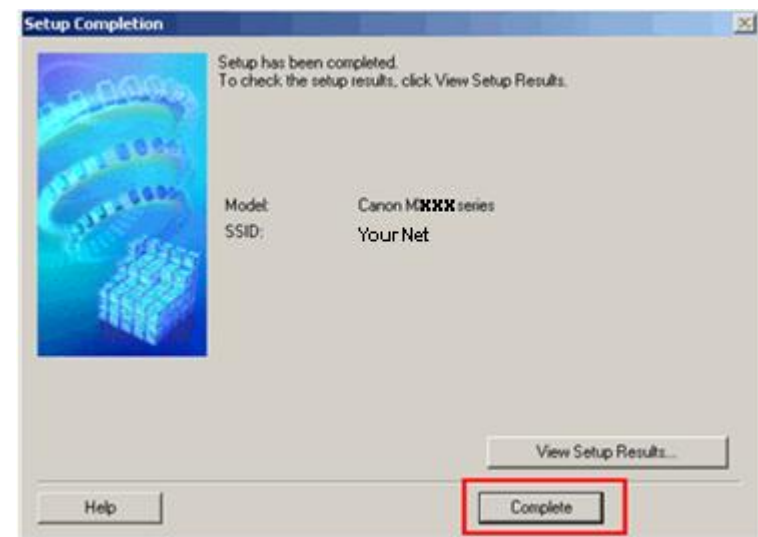 Setup Completion
Setup has been completed.
To check the setup results, click View Setup Results.
Model: Canon MXXX series
SSID: Your Net
View Setup Results...
Help Complete